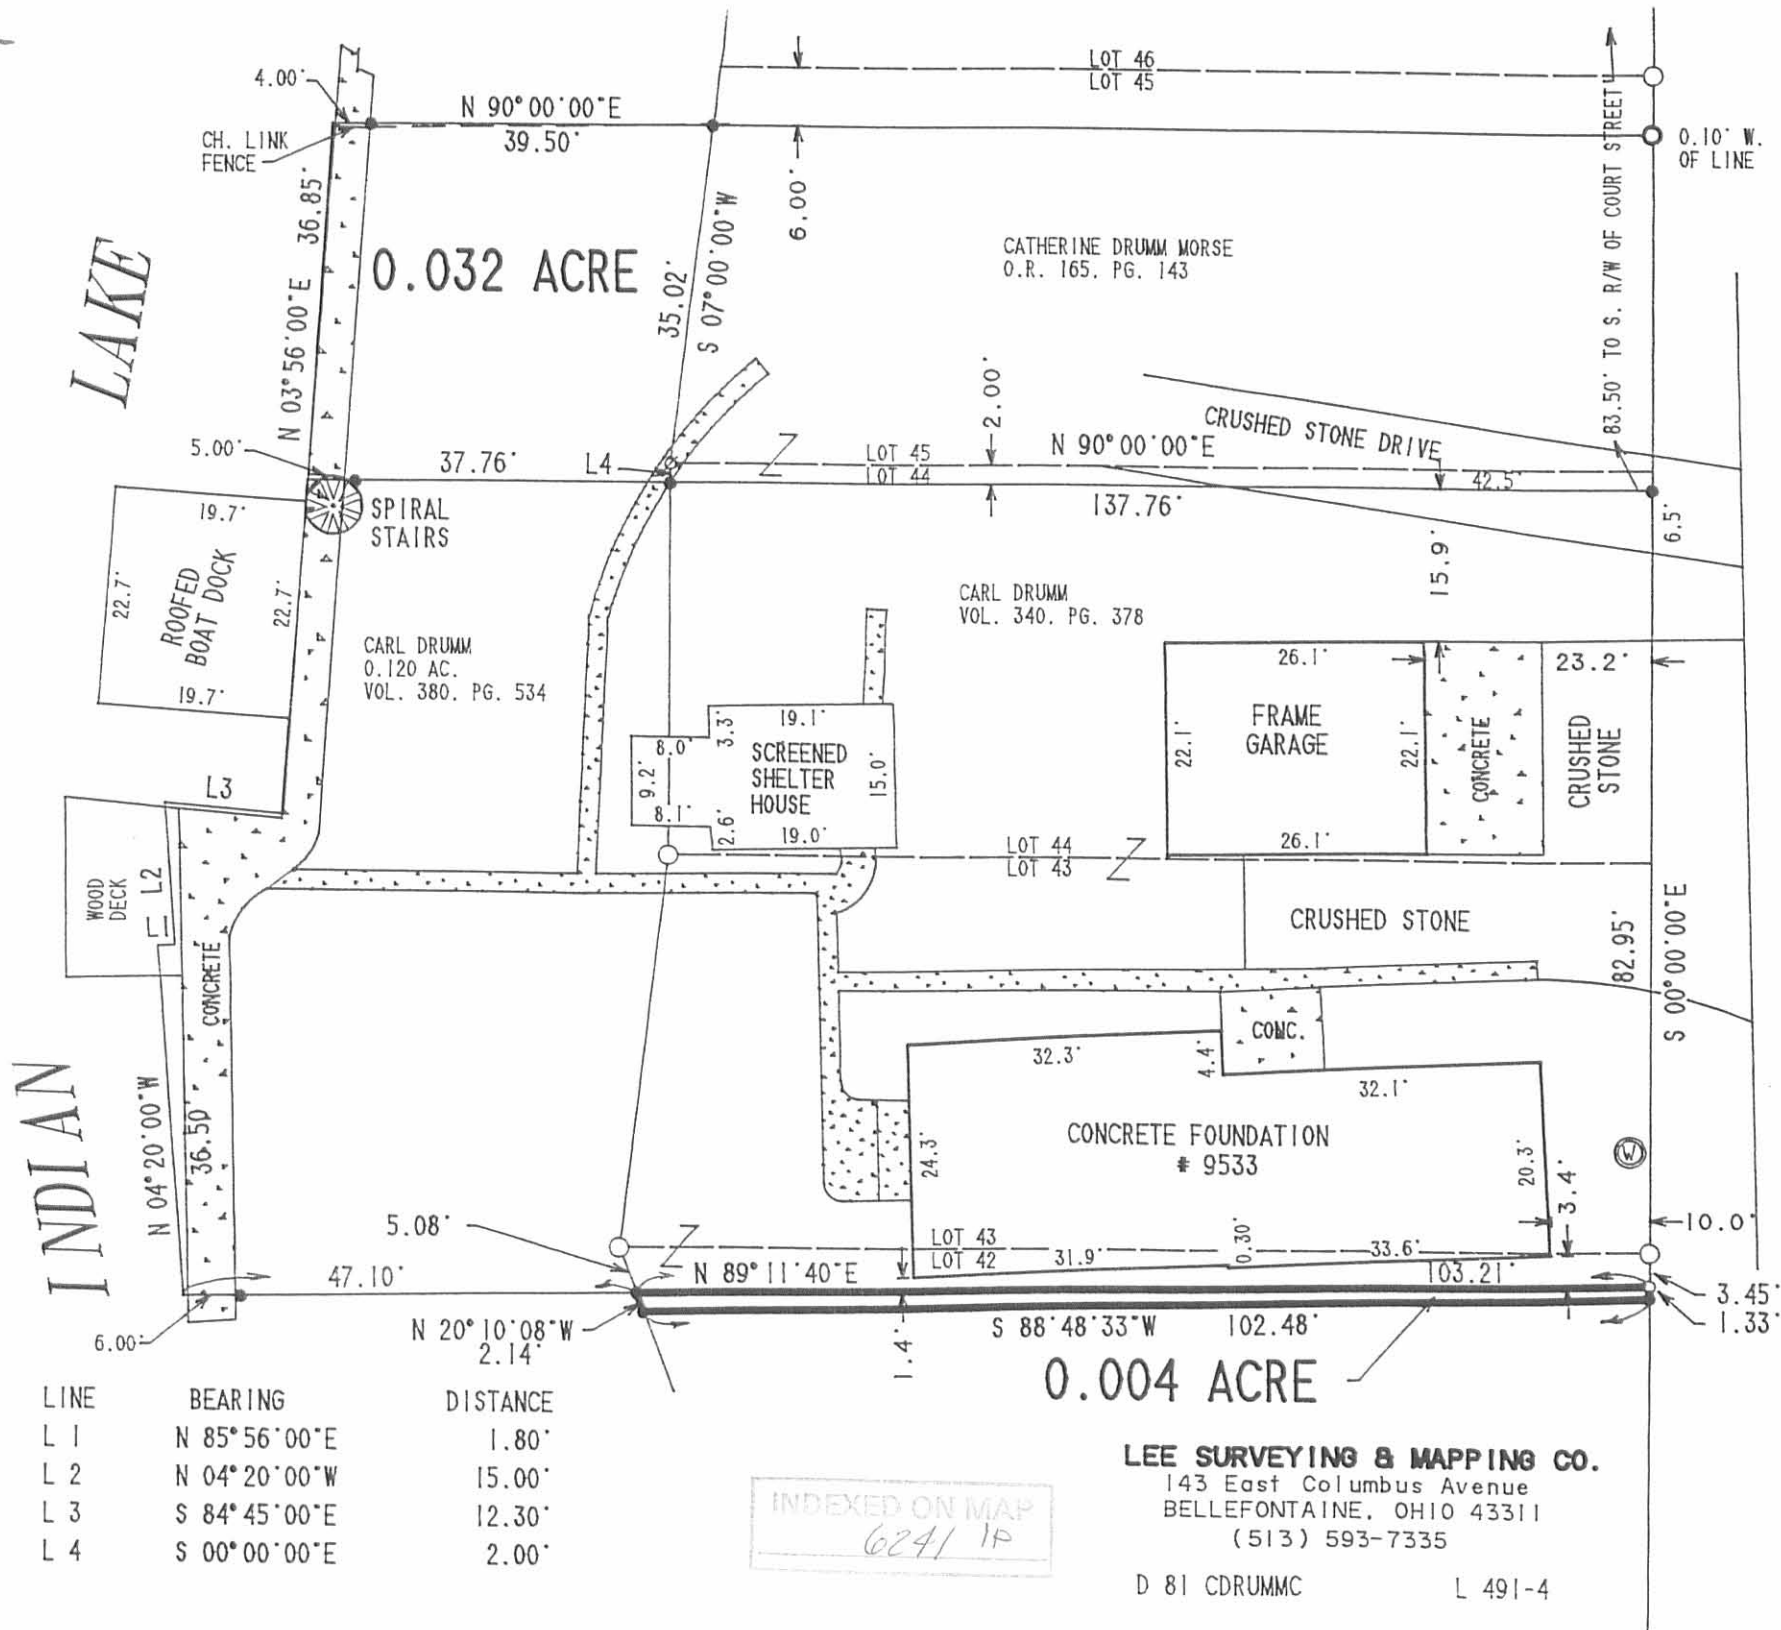 LOT 46
LOT 45
4.00'
N 90°00'00"E
39.50'
CH. LINK
FENCE
0.10' W.
OF LINE
83.50' TO S. R/W OF COURT STREET
6.00'
N 03°56'00"E 36.85'
0.032 ACRE
35.02'
S 07°00'00"W
CATHERINE DRUMM MORSE
O.R. 165. PG. 143
LAKE
2.00'
CRUSHED STONE DRIVE
5.00'
37.76'
L4
LOT 45
LOT 44
N 90°00'00"E
42.5'
137.76'
6.5'
SPIRAL
STAIRS
19.7'
22.7'
ROOFED
BOAT DOCK
22.7'
19.7'
15.9'
CARL DRUMM
VOL. 340. PG. 378
CARL DRUMM
0.120 AC.
VOL. 380. PG. 534
26.1'
23.2'
22.1'
FRAME
GARAGE
22.1'
CONCRETE
CRUSHED
STONE
26.1'
19.1'
3.3'
8.0'
9.2'
SCREENED
SHELTER
HOUSE
15.0'
8.1'
2.6'
19.0'
L3
LOT 44
LOT 43
WOOD
DECK
L2
CONCRETE
CRUSHED STONE
82.95'
S 00°00'00"E
INDIAN
CONC.
32.3'
4.4'
32.1'
CONCRETE FOUNDATION
# 9533
24.3'
20.3'
W
N 04°20'00"W
36.50'
3.4'
10.0'
5.08'
LOT 43
LOT 42
31.9'
0.30'
33.6'
47.10'
N 89°11'40"E
103.21'
3.45'
6.00'
N 20°10'08"W
2.14'
1.4'
S 88°48'33"W
102.48'
1.33'
0.004 ACRE
LINE BEARING DISTANCE
L 1 N 85°56'00"E 1.80'
L 2 N 04°20'00"W 15.00'
L 3 S 84°45'00"E 12.30'
L 4 S 00°00'00"E 2.00'
INDEXED ON MAP
6241 1P
LEE SURVEYING & MAPPING CO.
143 East Columbus Avenue
BELLEFONTAINE, OHIO 43311
(513) 593-7335
D 81 CDRUMMC L 491-4